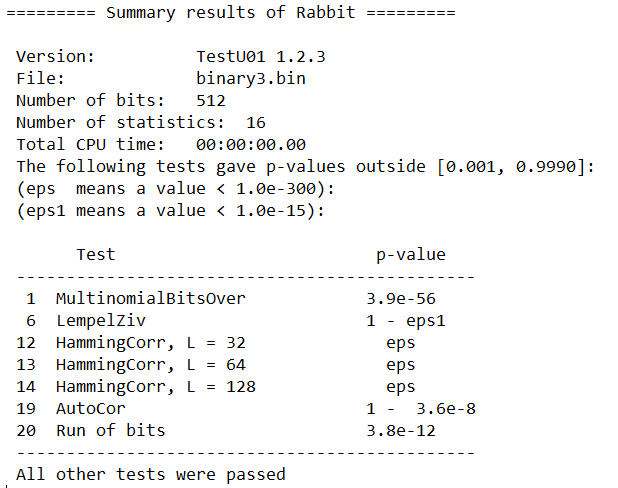 ========= Summary results of Rabbit =========
Version:          TestU01 1.2.3
File:             binary3.bin
Number of bits:   512
Number of statistics:  16
Total CPU time:   00:00:00.00
The following tests gave p-values outside [0.001, 0.9990]:
(eps  means a value < 1.0e-300):
(eps1 means a value < 1.0e-15):
Test                          p-value
----------------------------------------------
1  MultinomialBitsOver            3.9e-56
6  LempelZiv                      1 - eps1
12  HammingCorr, L = 32              eps
13  HammingCorr, L = 64              eps
14  HammingCorr, L = 128             eps
19  AutoCor                        1 -  3.6e-8
20  Run of bits                    3.8e-12
----------------------------------------------
All other tests were passed